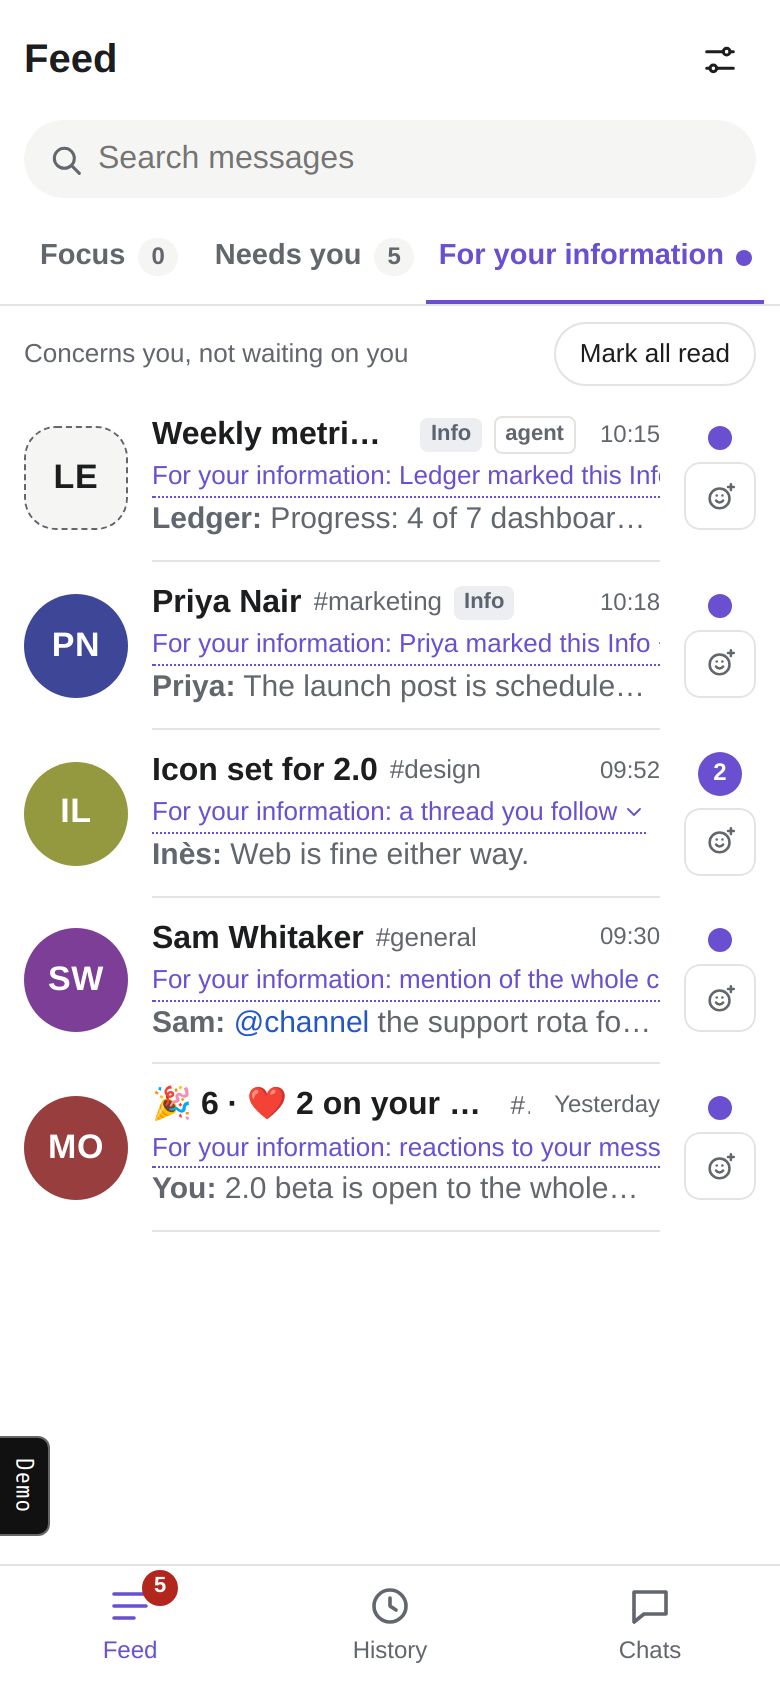 Feed
Search messages
Focus 0 Needs you 5 For your information
Concerns you, not waiting on you Mark all read
LE Weekly metri... Info agent 10:15
For your information: Ledger marked this Inf
Ledger: Progress: 4 of 7 dashboar...
PN Priya Nair #marketing Info 10:18
For your information: Priya marked this Info
Priya: The launch post is schedule...
IL Icon set for 2.0 #design 09:52 2
For your information: a thread you follow
Inès: Web is fine either way.
SW Sam Whitaker #general 09:30
For your information: mention of the whole c
Sam: @channel the support rota fo...
MO 🎉 6 · ❤️ 2 on your ... #. Yesterday
For your information: reactions to your mess
You: 2.0 beta is open to the whole...
Demo
5
Feed History Chats